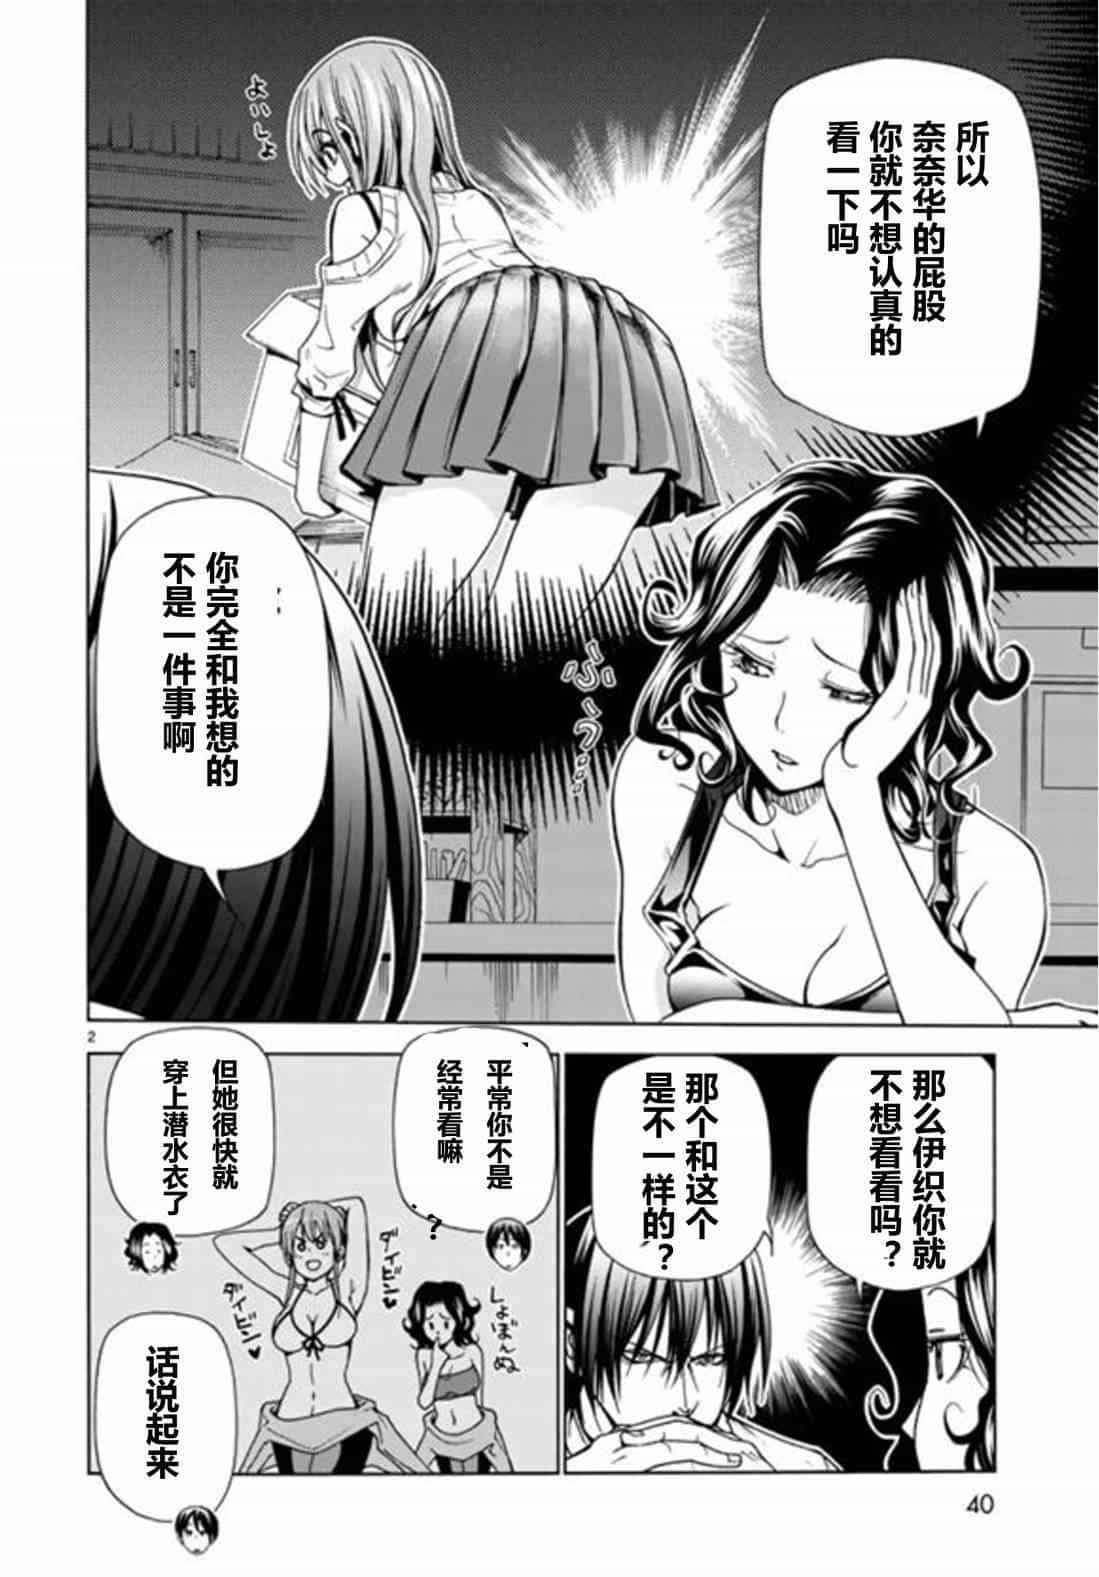 所以
奈奈华的屁股
你就不想认真的
看一下吗
よいしょ
你完全和我想的
不是一件事啊
ふぅ
2
那么伊织你就
不想看看吗？
那个和这个
是不一样的？
平常你不是
经常看嘛
？
但她很快就
穿上潜水衣了
ダイビン♥
ダイビン♥
しょぼんぬ
话说起来
40